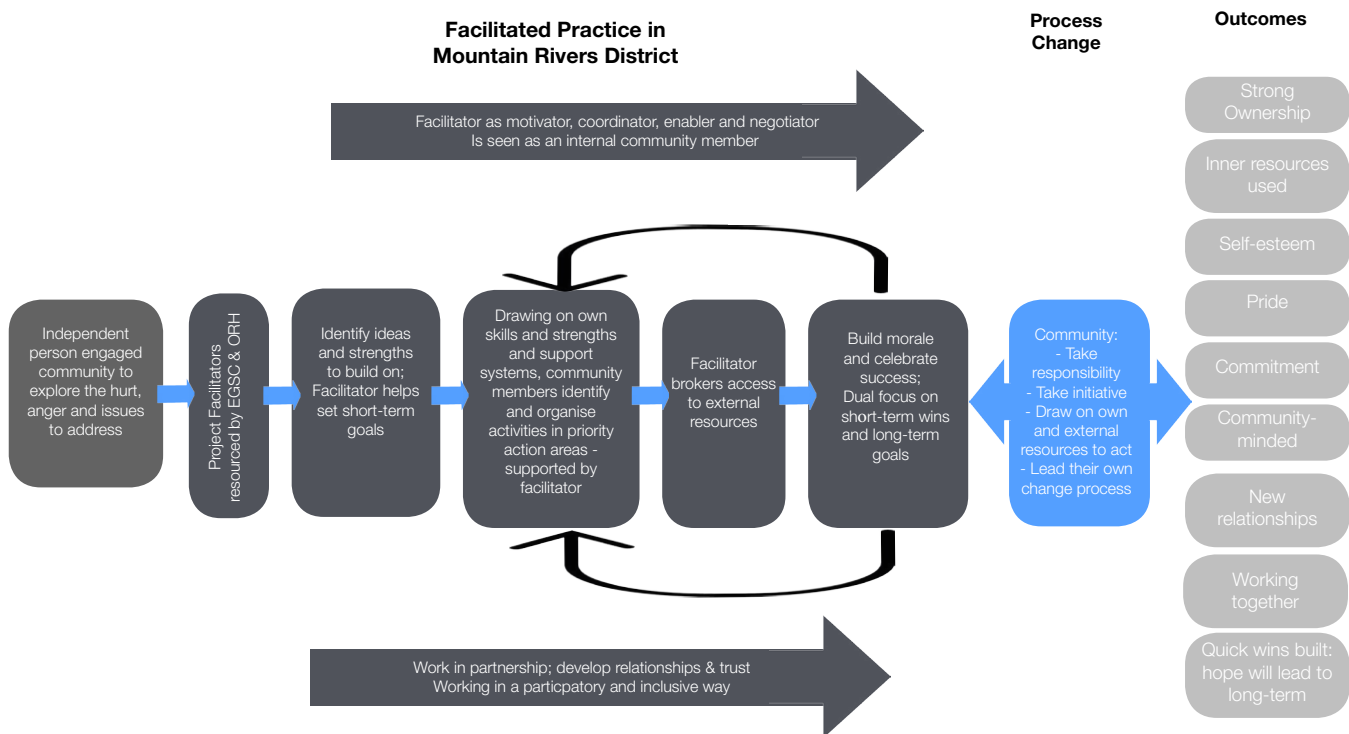 Facilitated Practice in
Mountain Rivers District
Process
Change
Outcomes
Facilitator as motivator, coordinator, enabler and negotiator
Is seen as an internal community member
Independent
person engaged
community to
explore the hurt,
anger and issues
to address
Project Facilitators
resourced by EGSC & ORH
Identify ideas
and strengths
to build on;
Facilitator helps
set short-term
goals
Drawing on own
skills and strengths
and support
systems, community
members identify
and organise
activities in priority
action areas -
supported by
facilitator
Facilitator
brokers access
to external
resources
Build morale
and celebrate
success;
Dual focus on
short-term wins
and long-term
goals
Community:
- Take
responsibility
- Take initiative
- Draw on own
and external
resources to act
- Lead their own
change process
Strong
Ownership
Inner resources
used
Self-esteem
Pride
Commitment
Community-
minded
New
relationships
Working
together
Quick wins built:
hope will lead to
long-term
Work in partnership; develop relationships & trust
Working in a particpatory and inclusive way